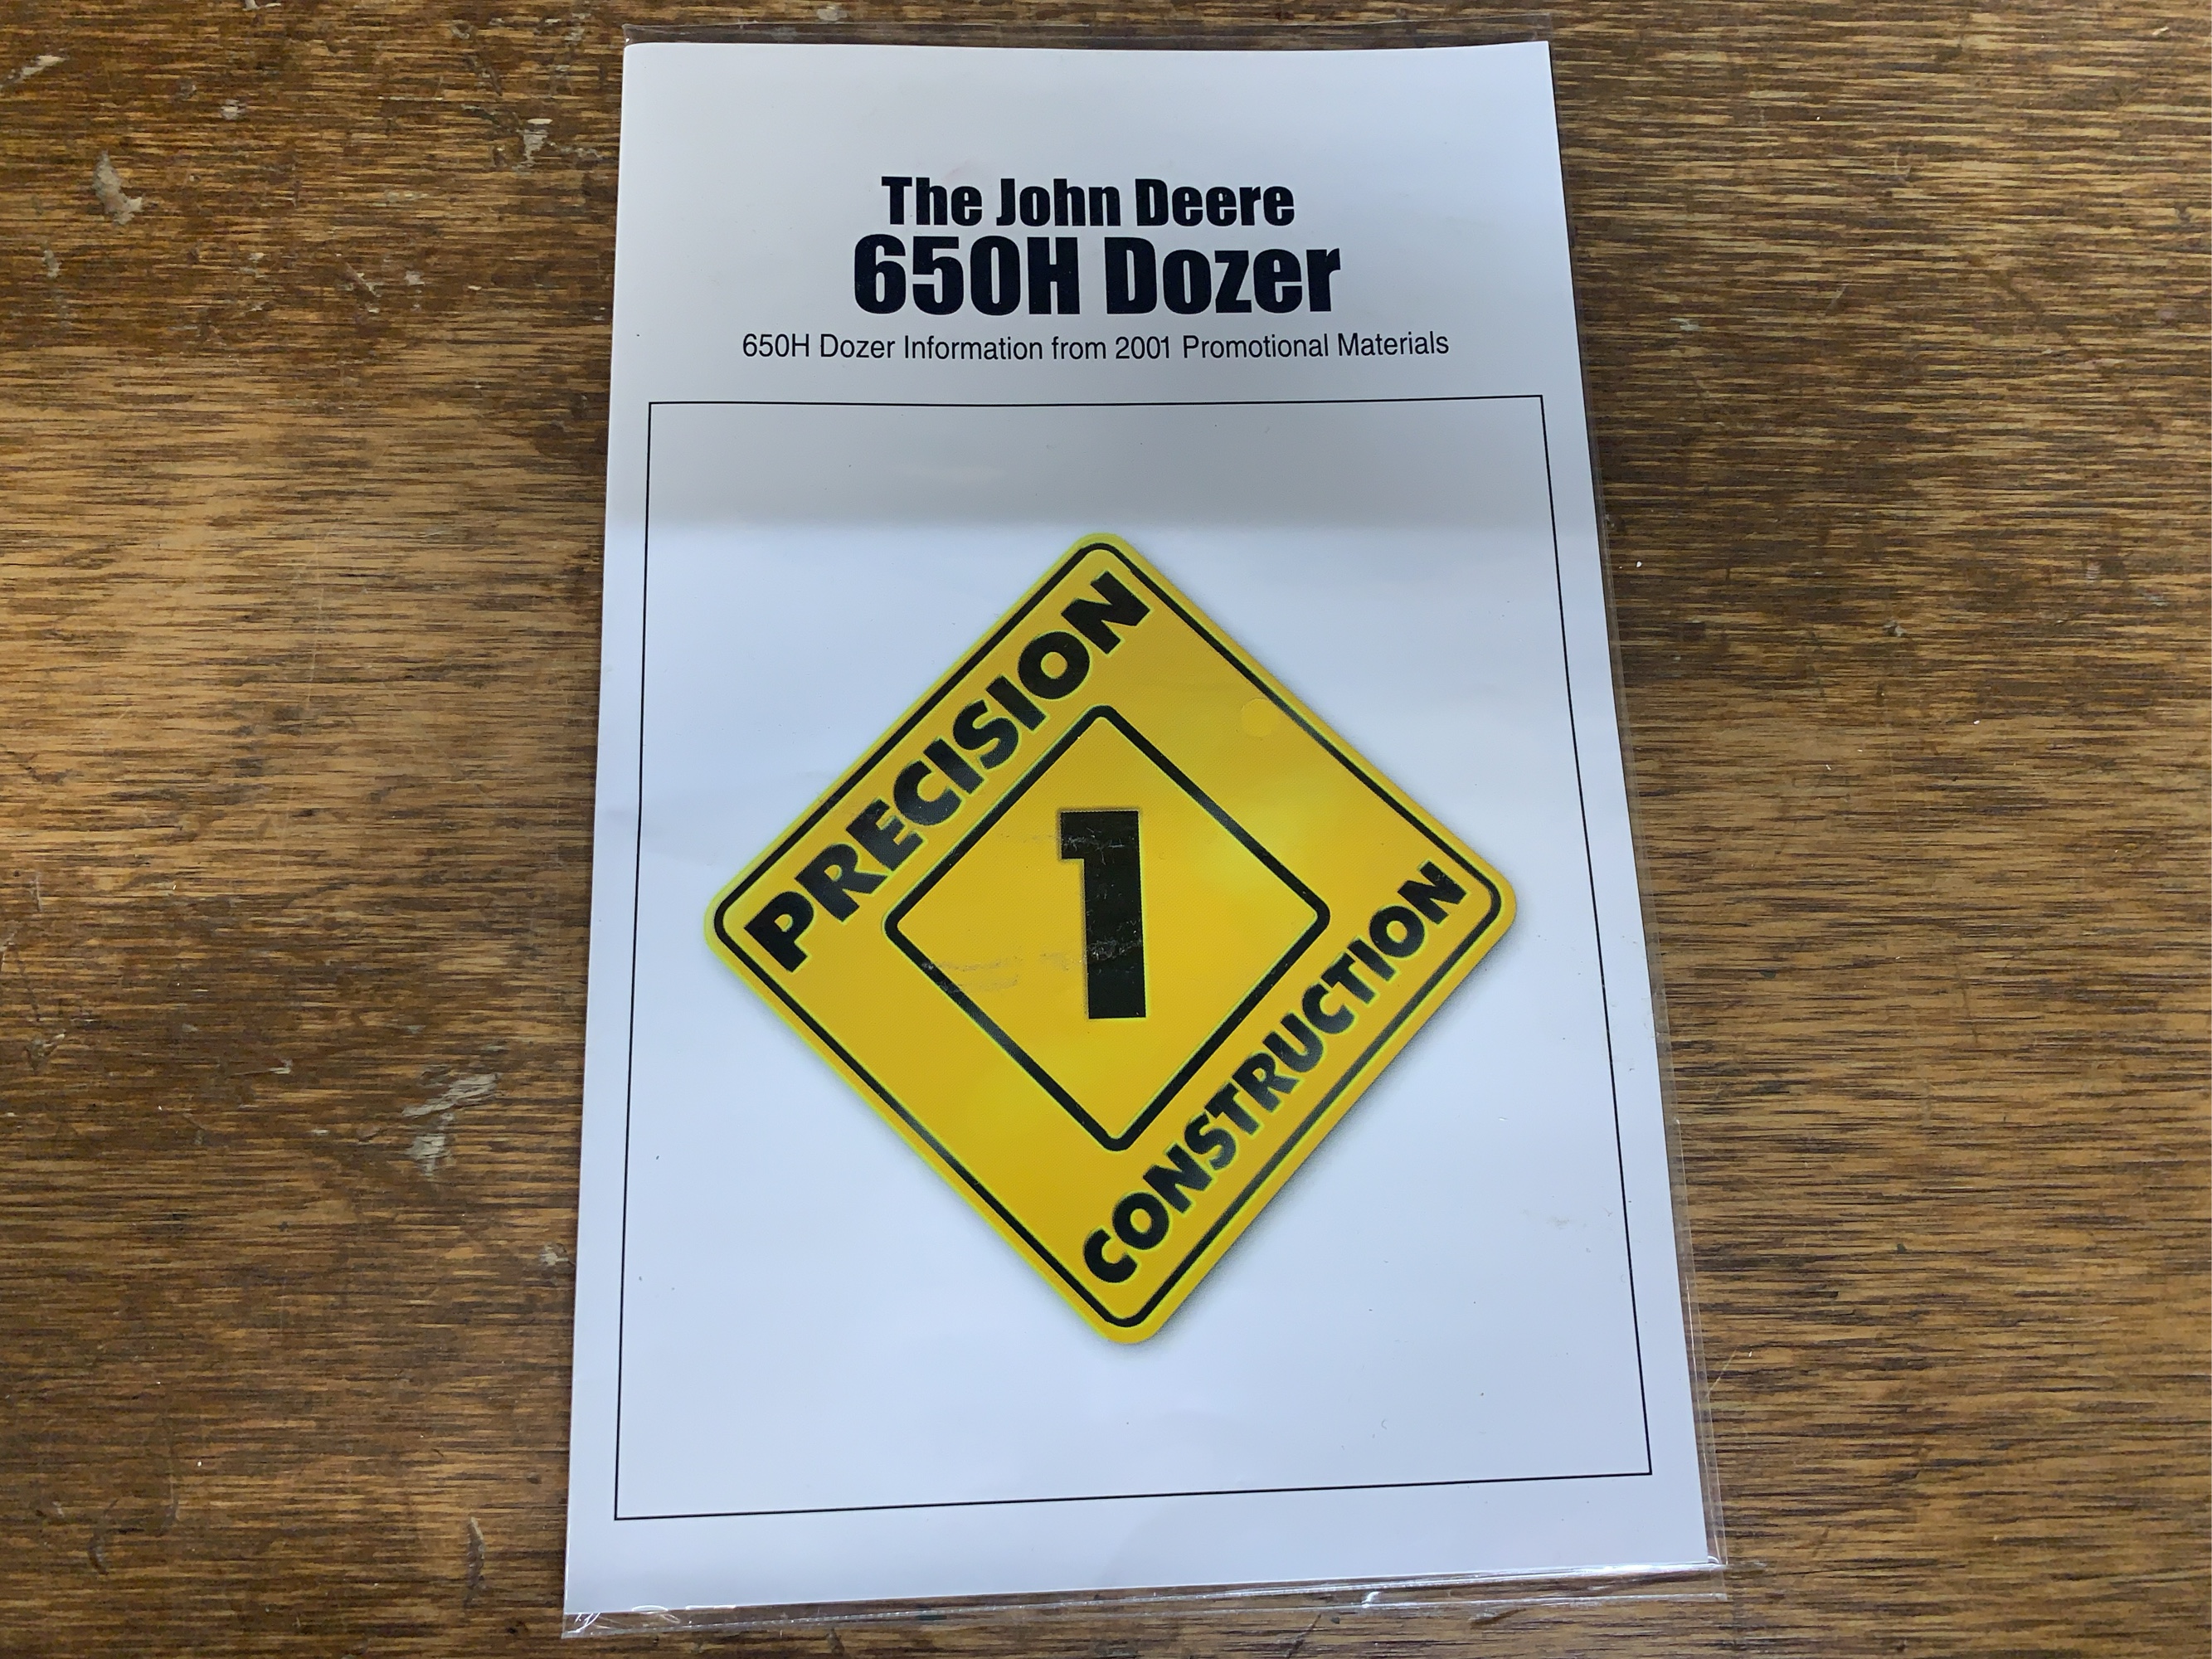 The John Deere
650H Dozer
650H Dozer Information from 2001 Promotional Materials
PRECISION
1
CONSTRUCTION